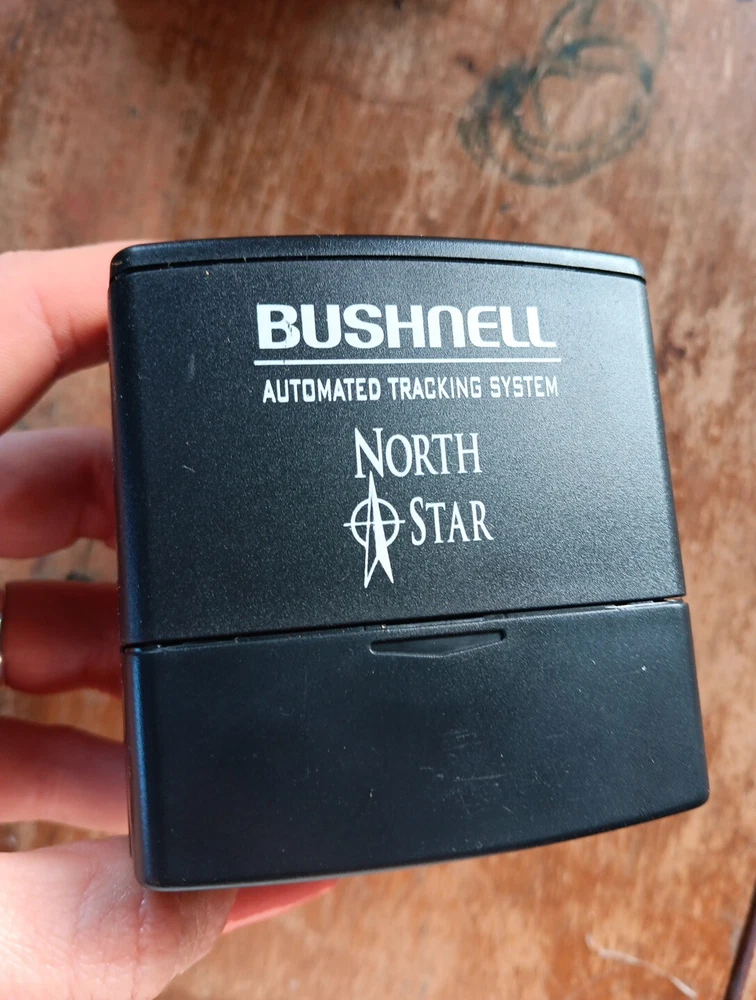 BUSHNELL
AUTOMATED TRACKING SYSTEM
NORTH
STAR